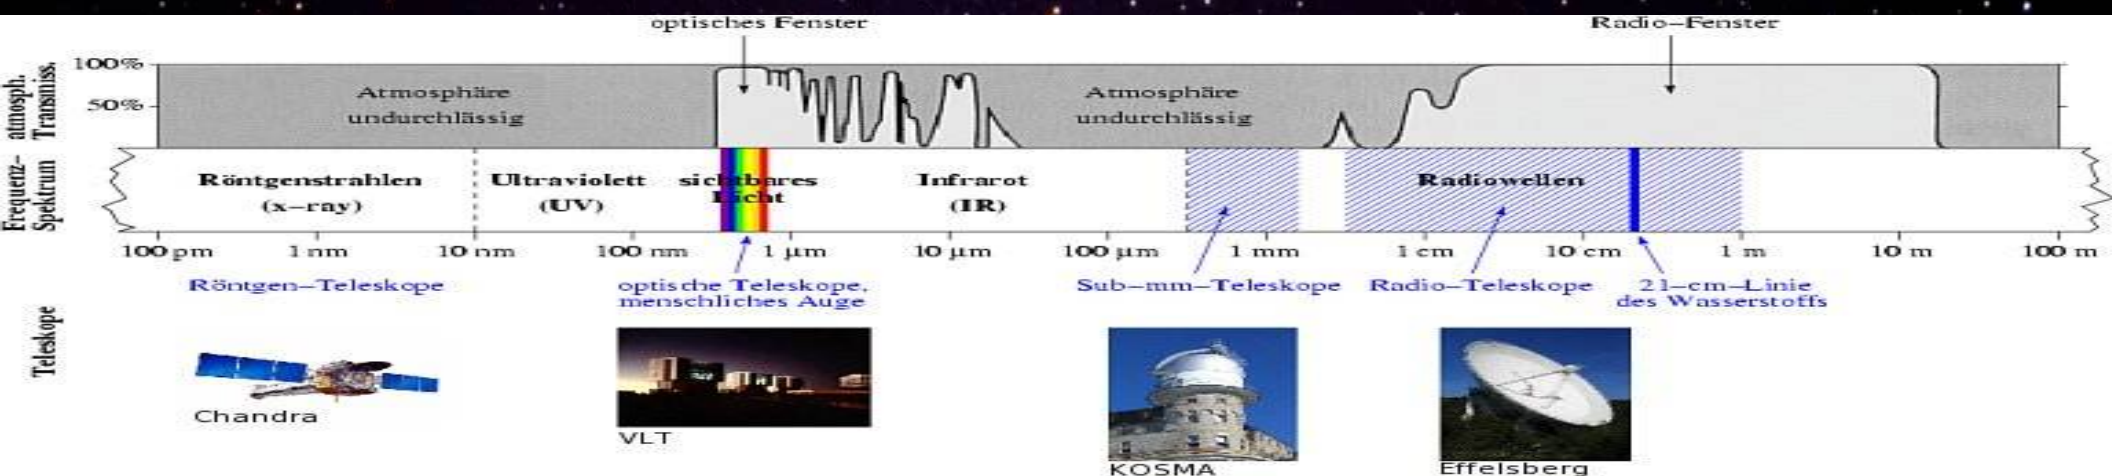 optisches Fenster
Radio-Fenster
atmosph.
Transmiss.
100%
50%
Atmosphäre
undurchlässig
Atmosphäre
undurchlässig
Frequenz-
Spektrum
Röntgenstrahlen
(x-ray)
Ultraviolett
(UV)
sichtbares
Licht
Infrarot
(IR)
Radiowellen
100 pm
1 nm
10 nm
100 nm
1 µm
10 µm
100 µm
1 mm
1 cm
10 cm
1 m
10 m
100 m
Teleskope
Röntgen-Teleskope
optische Teleskope,
menschliches Auge
Sub-mm-Teleskope
Radio-Teleskope
21-cm-Linie
des Wasserstoffs
Chandra
VLT
KOSMA
Effelsberg